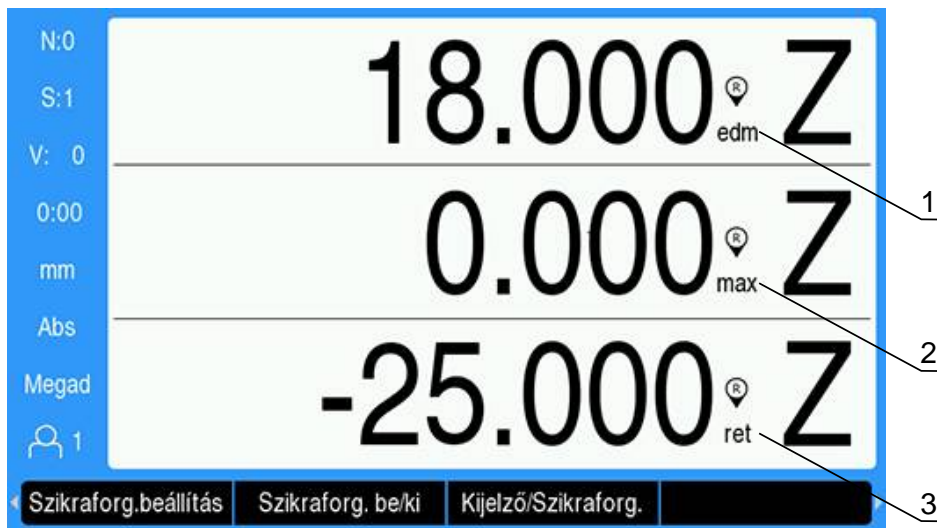 N:0
S:1
V: 0
0:00
mm
Abs
Megad
1
18.000 R edm Z
0.000 R max Z
-25.000 R ret Z
1
2
3
Szikraforg.beállítás Szikraforg. be/ki Kijelző/Szikraforg.